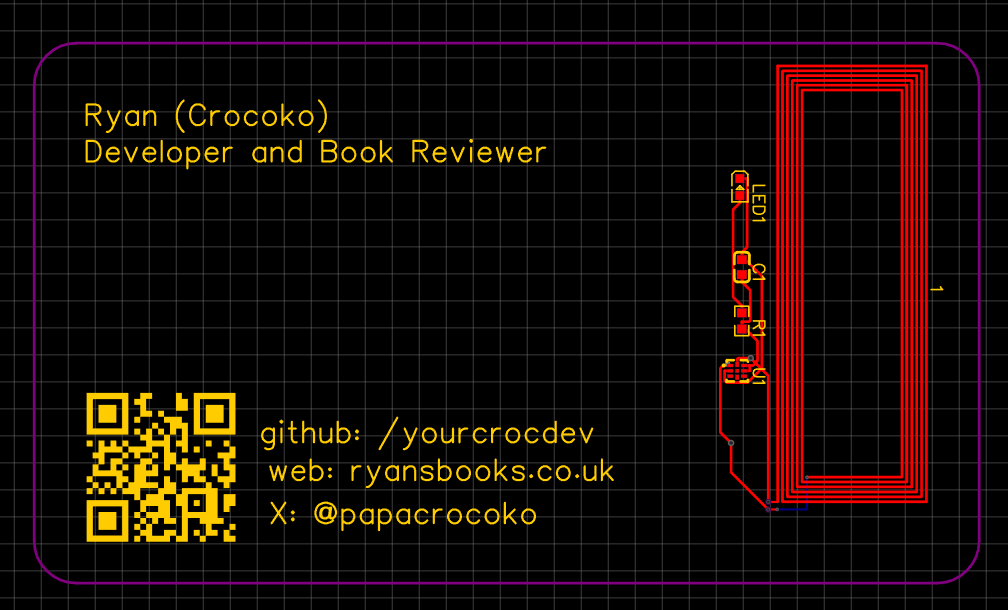 Ryan (Crocoko)
Developer and Book Reviewer
LED1
C1
1
R1
U1
github: /yourcrocdev
web: ryansbooks.co.uk
X: @papacrocoko